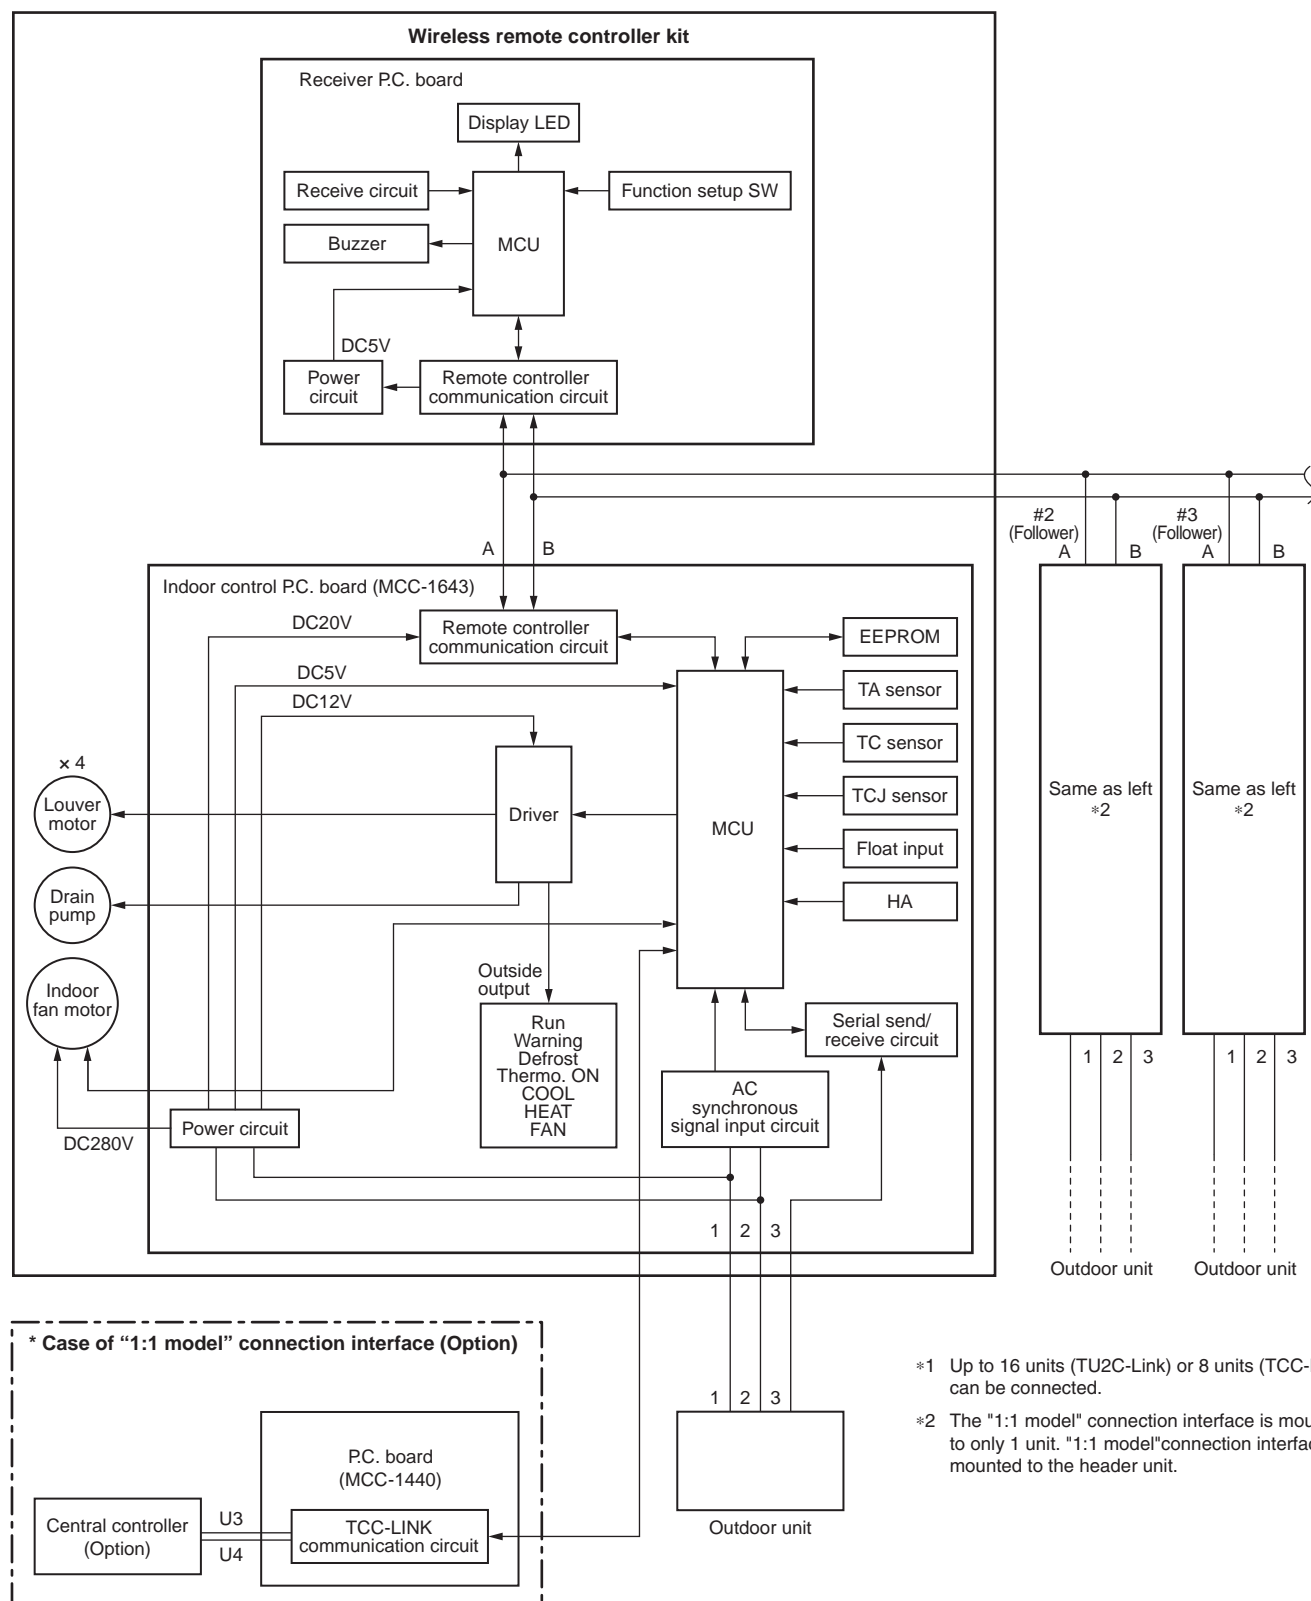 Wireless remote controller kit
Receiver P.C. board
Display LED
Receive circuit
Function setup SW
Buzzer
MCU
DC5V
Power
circuit
Remote controller
communication circuit
#2
(Follower)
#3
(Follower)
A
B
A
B
A
B
Indoor control P.C. board (MCC-1643)
DC20V
Remote controller
communication circuit
EEPROM
DC5V
TA sensor
DC12V
TC sensor
× 4
Louver
motor
Driver
MCU
TCJ sensor
Float input
Same as left
*2
Same as left
*2
Drain
pump
HA
Indoor
fan motor
Outside
output
Run
Warning
Defrost
Thermo. ON
COOL
HEAT
FAN
Serial send/
receive circuit
AC
synchronous
signal input circuit
1 2 3
1 2 3
Power circuit
DC280V
1 2 3
Outdoor unit
Outdoor unit
* Case of “1:1 model” connection interface (Option)
*1 Up to 16 units (TU2C-Link) or 8 units
can be connected.
*2 The "1:1 model" connection interface is
to only 1 unit. "1:1 model"connection
mounted to the header unit.
1 2 3
Outdoor unit
P.C. board
(MCC-1440)
Central controller
(Option)
U3
U4
TCC-LINK
communication circuit